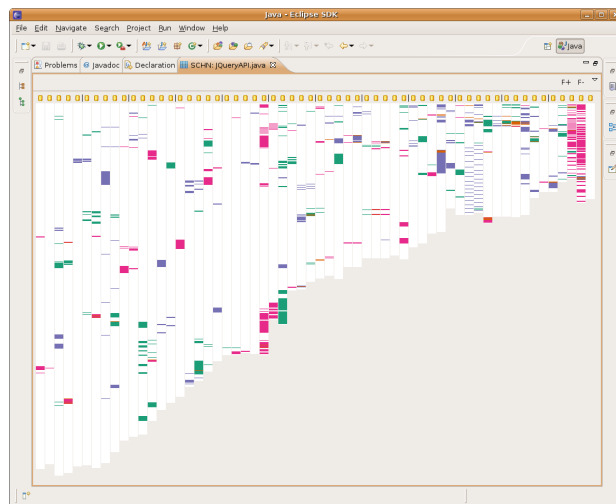 Java - Eclipse SDK
File Edit Navigate Search Project Run Window Help
Java
Problems @ Javadoc Declaration SCHN: JQueryAPI.java
F+ F-